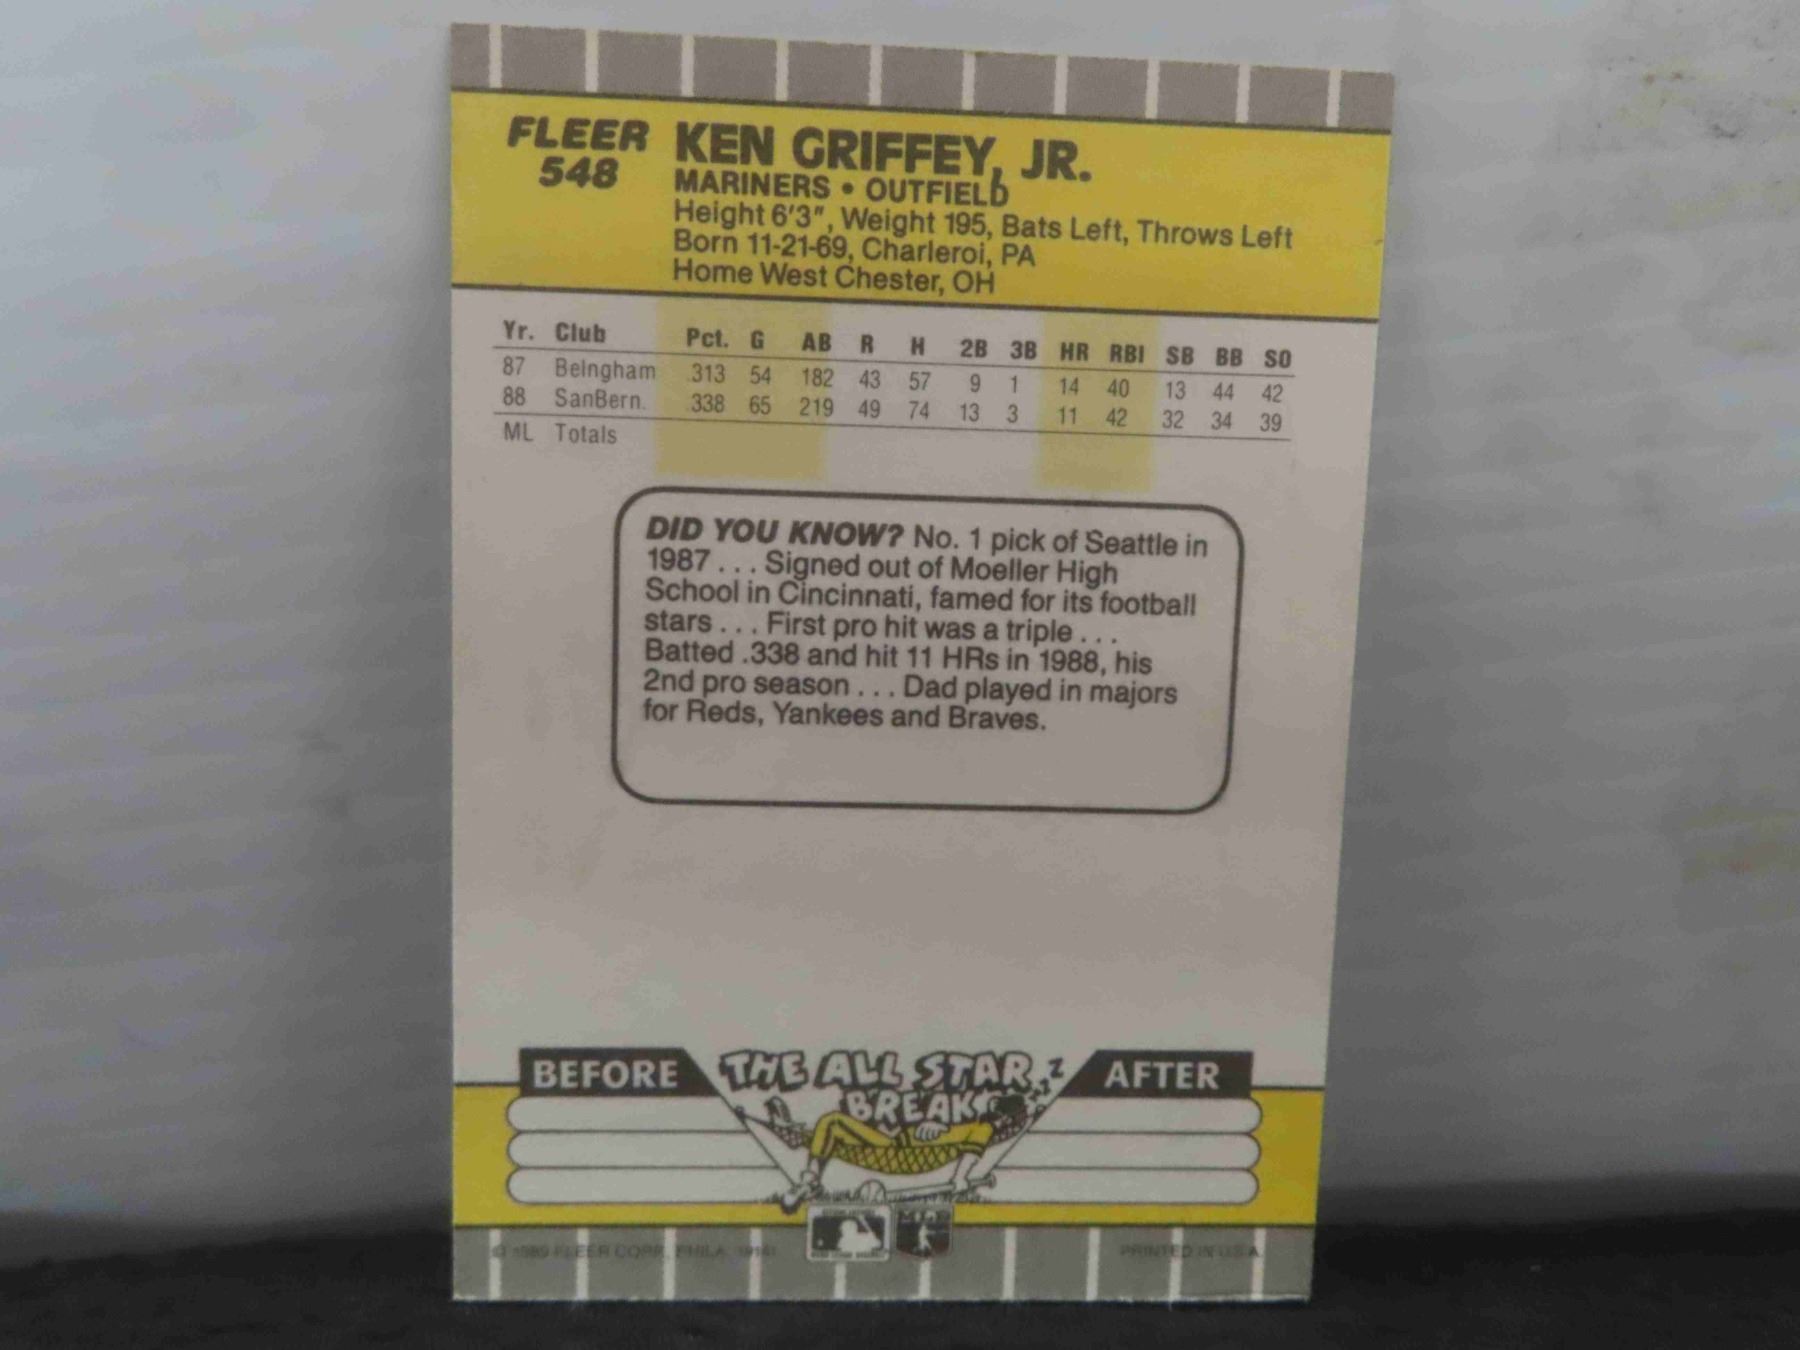 FLEER
548
KEN GRIFFEY, JR.
MARINERS • OUTFIELD
Height 6'3", Weight 195, Bats Left, Throws Left
Born 11-21-69, Charleroi, PA
Home West Chester, OH
Yr. Club Pct. G AB R H 2B 3B HR RBI SB BB SO
87 Belngham .313 54 182 43 57 9 1 14 40 13 44 42
88 SanBern. .338 65 219 49 74 13 3 11 42 32 34 39
ML Totals
DID YOU KNOW? No. 1 pick of Seattle in
1987 . . . Signed out of Moeller High
School in Cincinnati, famed for its football
stars . . . First pro hit was a triple . . .
Batted .338 and hit 11 HRs in 1988, his
2nd pro season . . . Dad played in majors
for Reds, Yankees and Braves.
BEFORE
THE ALL STAR
BREAK
Z Z Z
AFTER
© 1989 FLEER CORP., PHILA. 19141
PRINTED IN U.S.A.